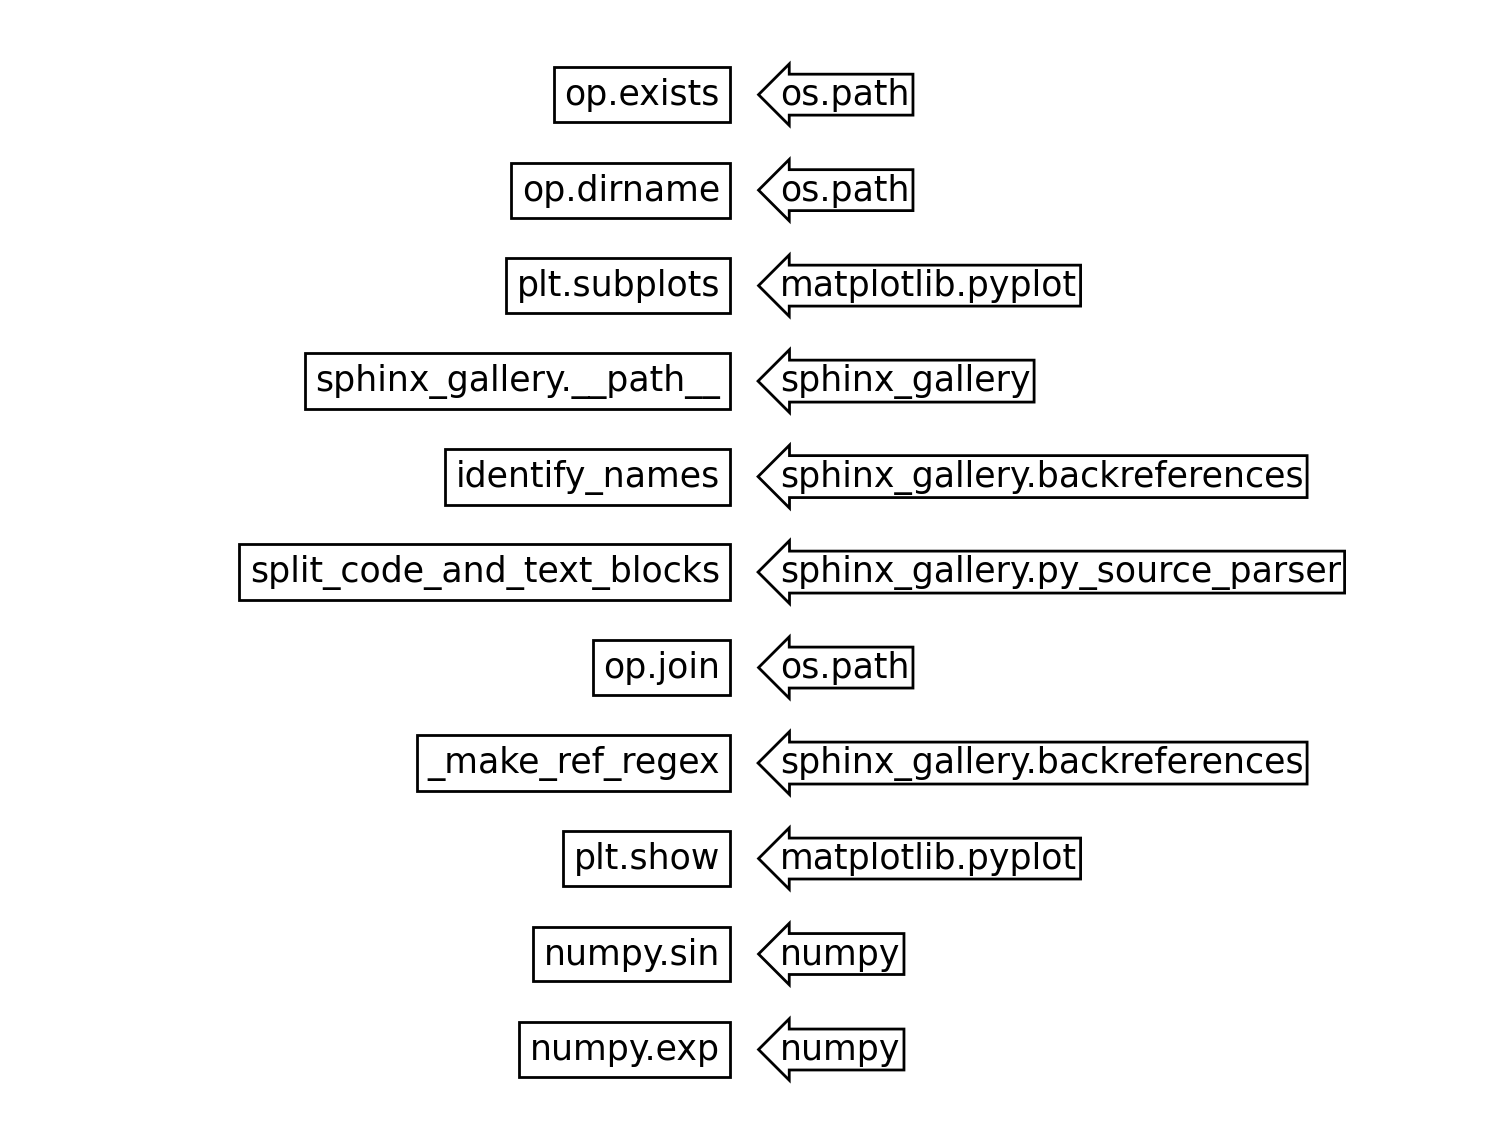 op.exists os.path
op.dirname os.path
plt.subplots matplotlib.pyplot
sphinx_gallery.__path__ sphinx_gallery
identify_names sphinx_gallery.backreferences
split_code_and_text_blocks sphinx_gallery.py_source_parser
op.join os.path
_make_ref_regex sphinx_gallery.backreferences
plt.show matplotlib.pyplot
numpy.sin numpy
numpy.exp numpy